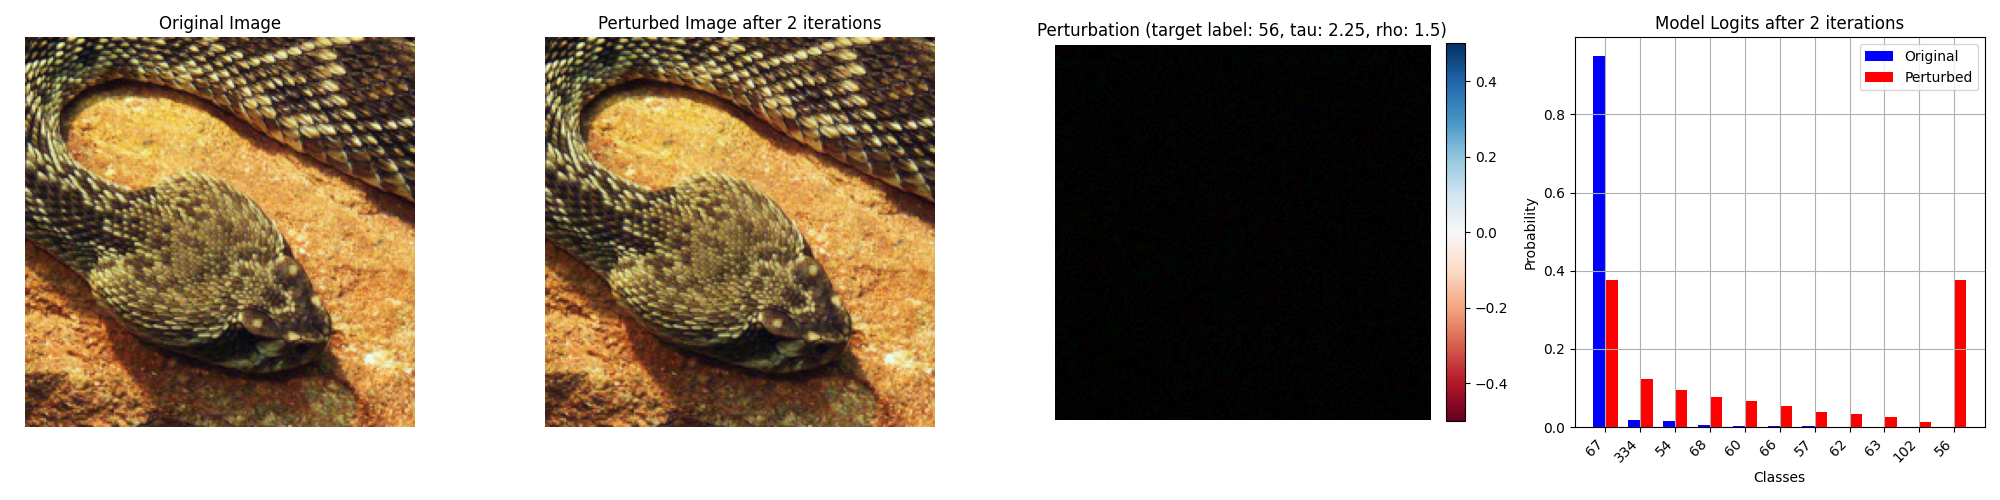 Original Image
Perturbed Image after 2 iterations
Perturbation (target label: 56, tau: 2.25, rho: 1.5)
0.4
0.2
0.0
−0.2
−0.4
Model Logits after 2 iterations
Original
Perturbed
Probability
0.8
0.6
0.4
0.2
0.0
67
334
54
68
60
66
57
62
63
102
56
Classes